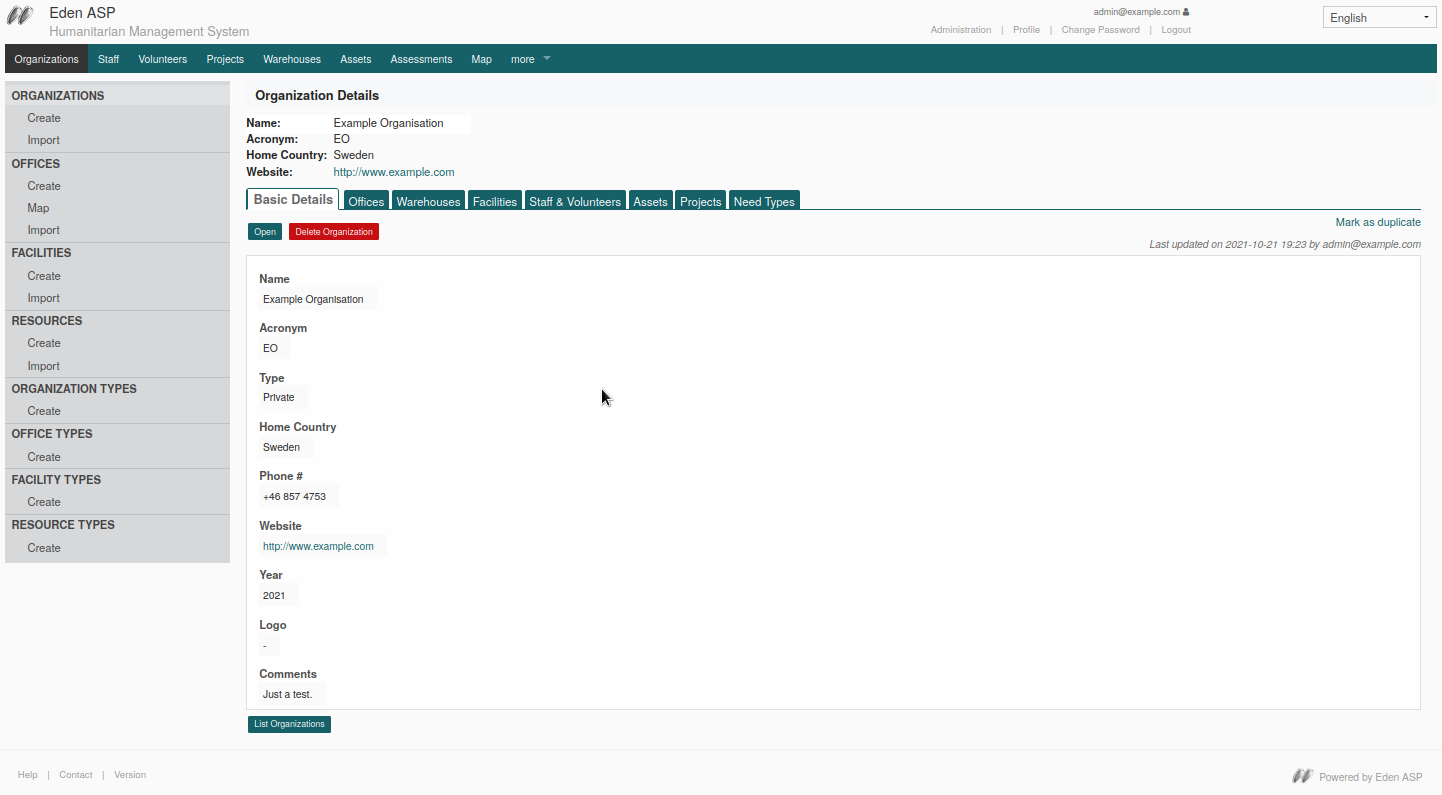 Eden ASP
Humanitarian Management System
admin@example.com
Administration | Profile | Change Password | Logout
English
Organizations Staff Volunteers Projects Warehouses Assets Assessments Map more
ORGANIZATIONS
Create
Import
OFFICES
Create
Map
Import
FACILITIES
Create
Import
RESOURCES
Create
Import
ORGANIZATION TYPES
Create
OFFICE TYPES
Create
FACILITY TYPES
Create
RESOURCE TYPES
Create
Organization Details
Name: Example Organisation
Acronym: EO
Home Country: Sweden
Website: http://www.example.com
Basic Details Offices Warehouses Facilities Staff & Volunteers Assets Projects Need Types
Mark as duplicate
Open Delete Organization
Last updated on 2021-10-21 19:23 by admin@example.com
Name
Example Organisation
Acronym
EO
Type
Private
Home Country
Sweden
Phone #
+46 857 4753
Website
http://www.example.com
Year
2021
Logo
-
Comments
Just a test.
List Organizations
Help | Contact | Version
Powered by Eden ASP